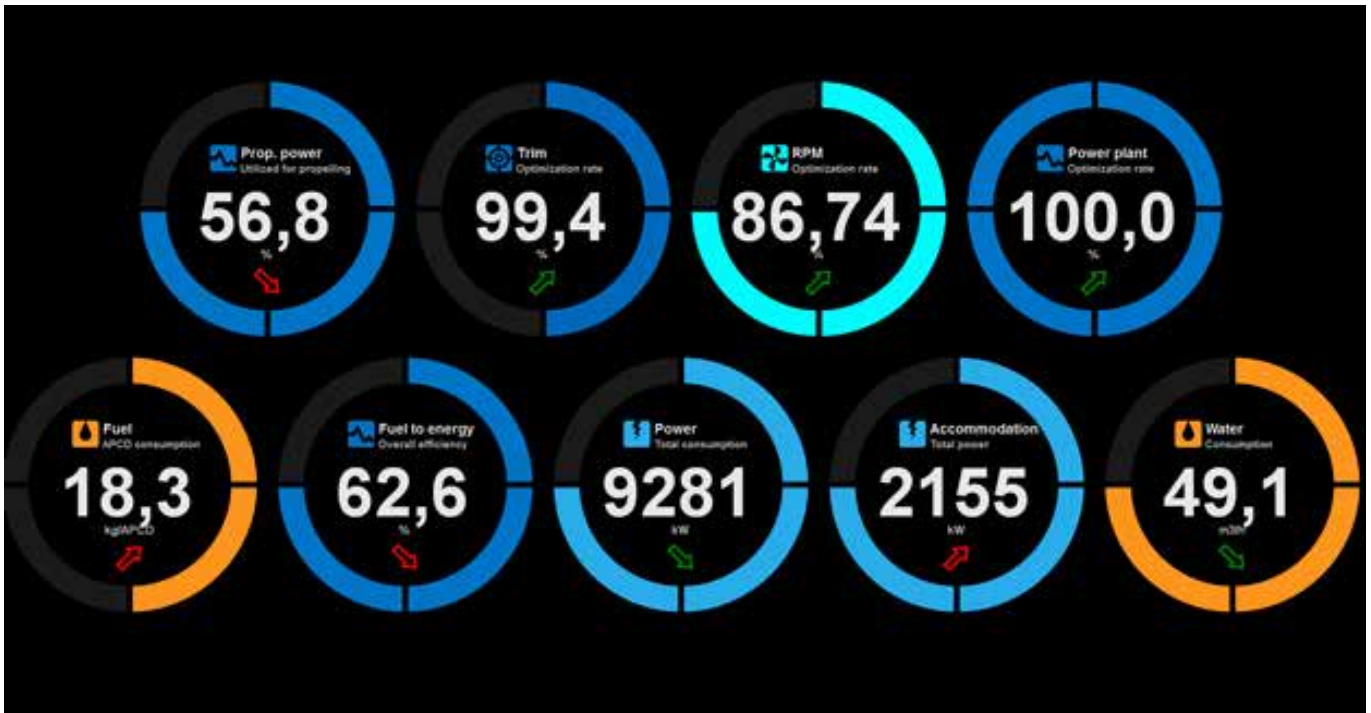 Prop. power
Utilized for propelling
56,8
%
Trim
Optimization rate
99,4
%
RPM
Optimization rate
86,74
%
Power plant
Optimization rate
100,0
%
Fuel
APCD consumption
18,3
kg/APCD
Fuel to energy
Overall efficiency
62,6
%
Power
Total consumption
9281
kW
Accommodation
Total power
2155
kW
Water
Consumption
49,1
m3/h